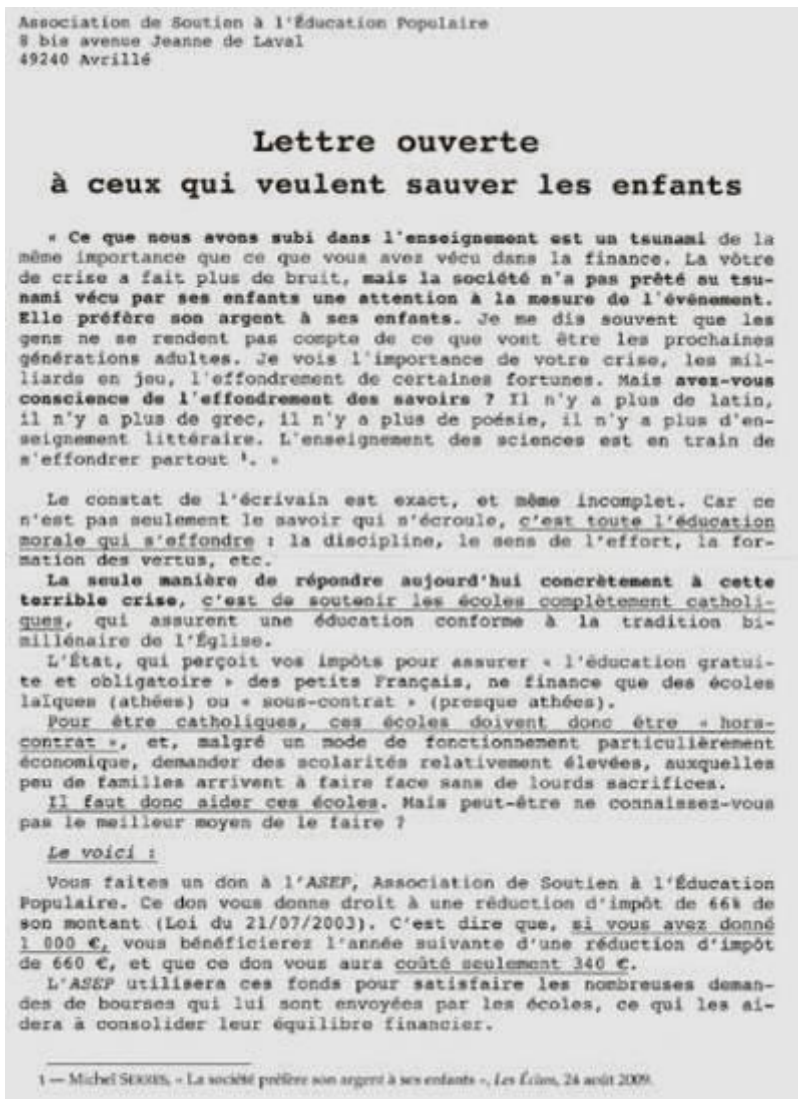 Association de Soutien à l'Éducation Populaire
8 bis avenue Jeanne de Laval
49240 Avrillé
Lettre ouverte
à ceux qui veulent sauver les enfants
« Ce que nous avons subi dans l'enseignement est un tsunami de la
même importance que ce que vous avez vécu dans la finance. La vôtre
de crise a fait plus de bruit, mais la société n'a pas prêté au tsu-
nami vécu par ses enfants une attention à la mesure de l'événement.
Elle préfère son argent à ses enfants. Je me dis souvent que les
gens ne se rendent pas compte de ce que vont être les prochaines
générations adultes. Je vois l'importance de votre crise, les mil-
liards en jeu, l'effondrement de certaines fortunes. Mais avez-vous
conscience de l'effondrement des savoirs ? Il n'y a plus de latin,
il n'y a plus de grec, il n'y a plus de poésie, il n'y a plus d'en-
seignement littéraire. L'enseignement des sciences est en train de
s'effondrer partout ¹. »
Le constat de l'écrivain est exact, et même incomplet. Car ce
n'est pas seulement le savoir qui s'écroule, c'est toute l'éducation
morale qui s'effondre : la discipline, le sens de l'effort, la for-
mation des vertus, etc.
La seule manière de répondre aujourd'hui concrètement à cette
terrible crise, c'est de soutenir les écoles complètement catholi-
ques, qui assurent une éducation conforme à la tradition bi-
millénaire de l'Église.
L'État, qui perçoit vos impôts pour assurer « l'éducation gratui-
te et obligatoire » des petits Français, ne finance que des écoles
laïques (athées) ou « sous-contrat » (presque athées).
Pour être catholiques, ces écoles doivent donc être « hors-
contrat », et, malgré un mode de fonctionnement particulièrement
économique, demander des scolarités relativement élevées, auxquelles
peu de familles arrivent à faire face sans de lourds sacrifices.
Il faut donc aider ces écoles. Mais peut-être ne connaissez-vous
pas le meilleur moyen de le faire ?
Le voici :
Vous faites un don à l'ASEP, Association de Soutien à l'Éducation
Populaire. Ce don vous donne droit à une réduction d'impôt de 66% de
son montant (Loi du 21/07/2003). C'est dire que, si vous avez donné
1 000 €, vous bénéficierez l'année suivante d'une réduction d'impôt
de 660 €, et que ce don vous aura coûté seulement 340 €.
L'ASEP utilisera ces fonds pour satisfaire les nombreuses deman-
des de bourses qui lui sont envoyées par les écoles, ce qui les ai-
dera à consolider leur équilibre financier.
1 — Michel SERRES, « La société préfère son argent à ses enfants », Les Échos, 24 août 2009.